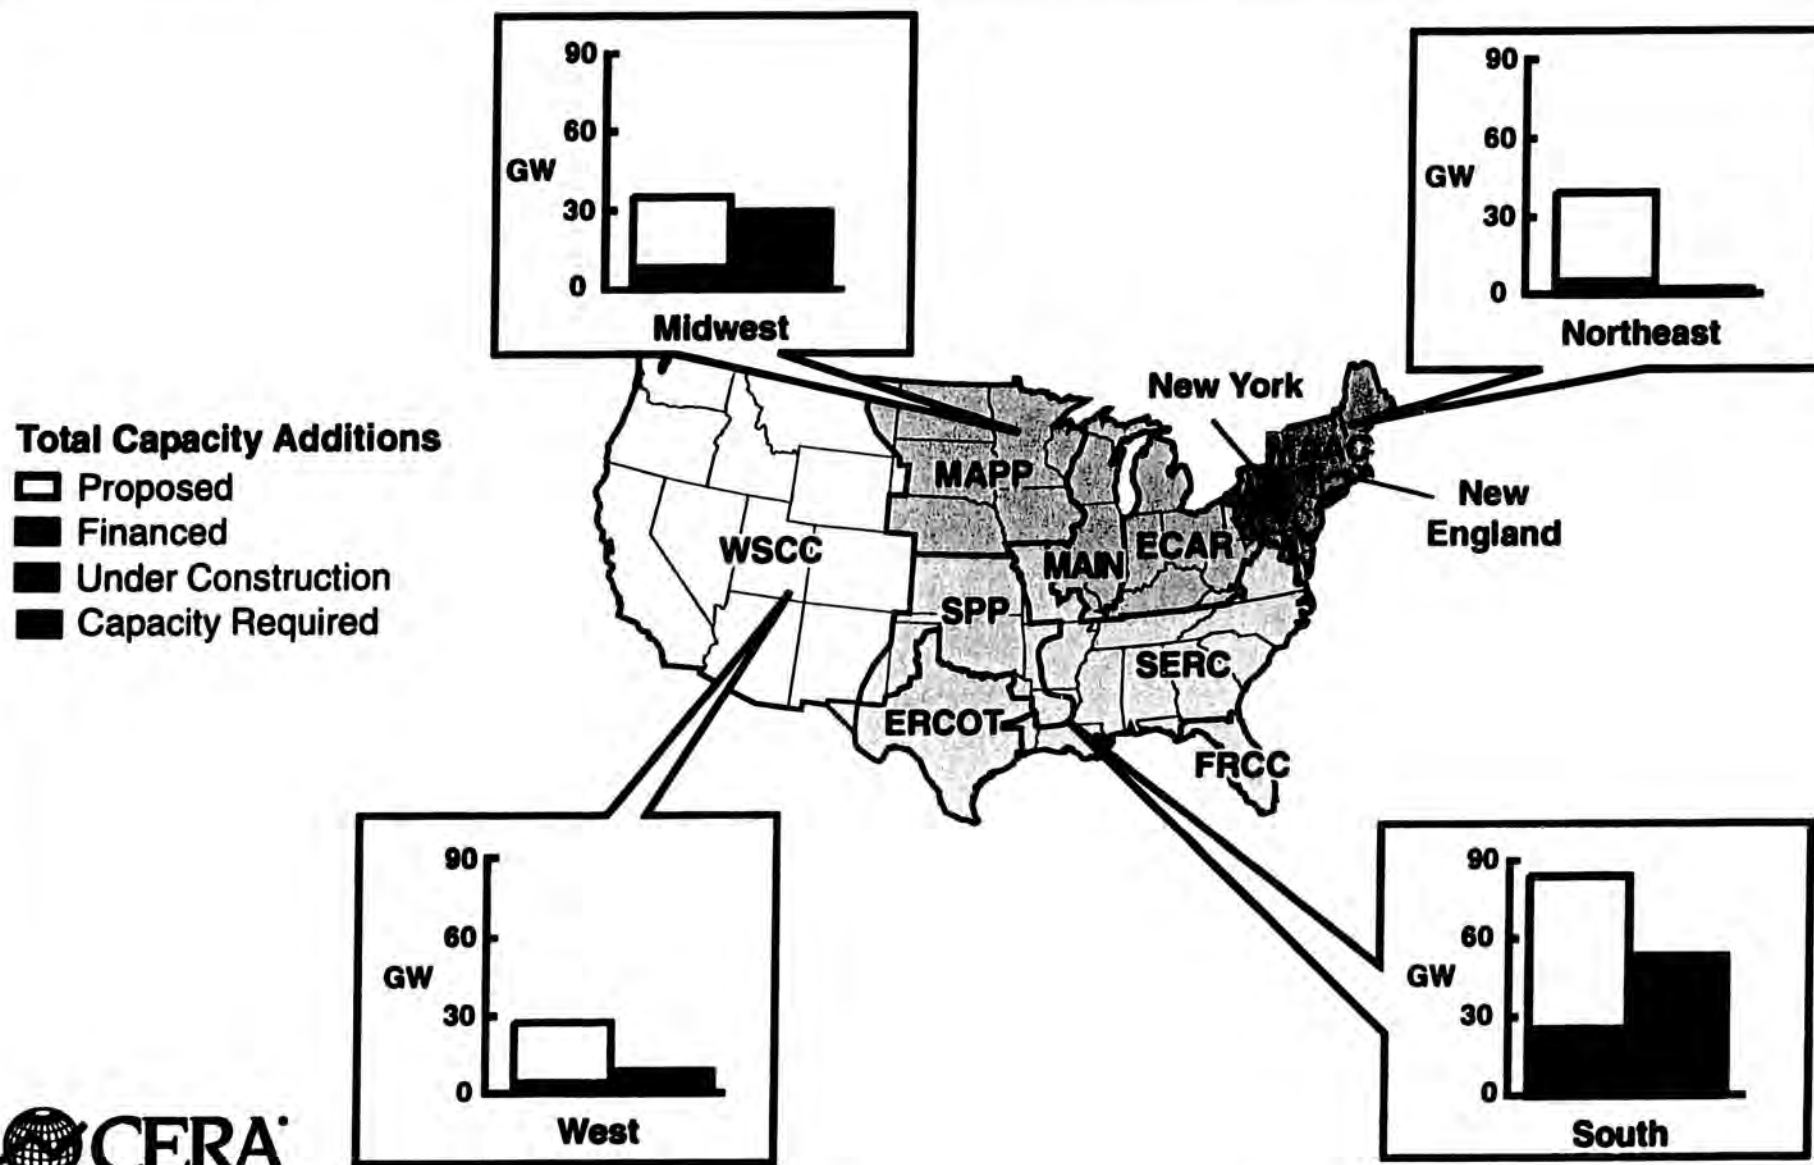 90
60
GW
30
0
Midwest
90
60
GW
30
0
Northeast
Total Capacity Additions
Proposed
Financed
Under Construction
Capacity Required
New York
MAAC
New
England
MAPP
WSCC
MAIN
ECAR
SPP
SERC
ERCOT
FRCC
90
60
GW
30
0
West
90
60
GW
30
0
South
CERA